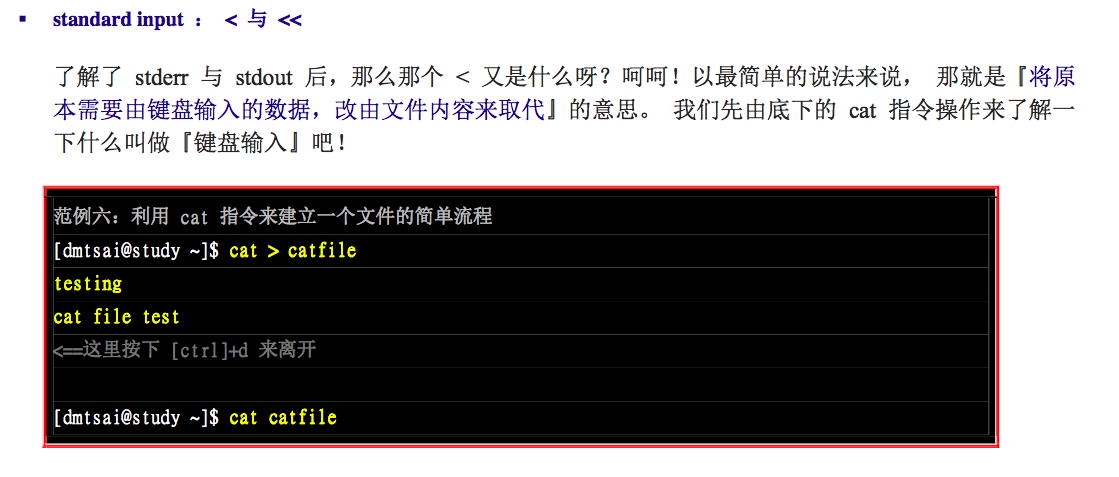 ▪ standard input ： < 与 <<
了解了 stderr 与 stdout 后，那么那个 < 又是什么呀？呵呵！以最简单的说法来说， 那就是『将原
本需要由键盘输入的数据，改由文件内容来取代』的意思。 我们先由底下的 cat 指令操作来了解一
下什么叫做『键盘输入』吧！
范例六：利用 cat 指令来建立一个文件的简单流程
[dmtsai@study ~]$ cat > catfile
testing
cat file test
<==这里按下 [ctrl]+d 来离开
[dmtsai@study ~]$ cat catfile